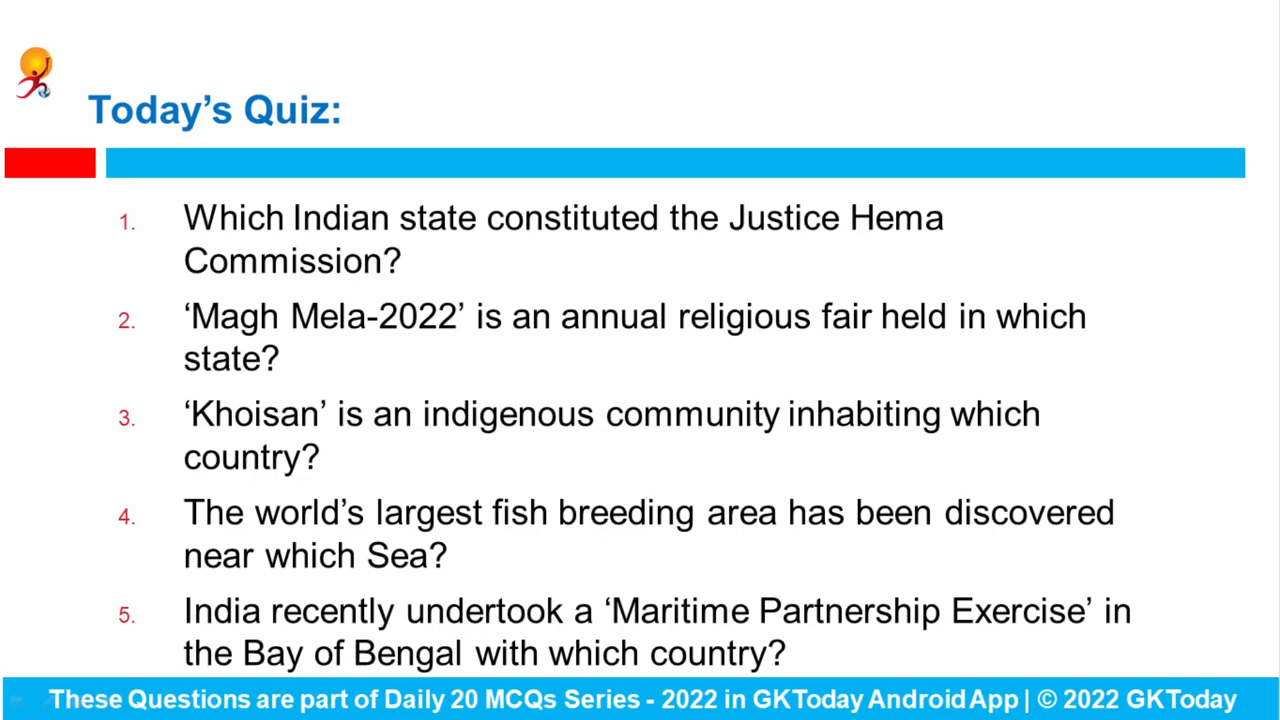 Today’s Quiz:
1. Which Indian state constituted the Justice Hema
Commission?
2. ‘Magh Mela-2022’ is an annual religious fair held in which
state?
3. ‘Khoisan’ is an indigenous community inhabiting which
country?
4. The world’s largest fish breeding area has been discovered
near which Sea?
5. India recently undertook a ‘Maritime Partnership Exercise’ in
the Bay of Bengal with which country?
These Questions are part of Daily 20 MCQs Series - 2022 in GKToday Android App | © 2022 GKToday